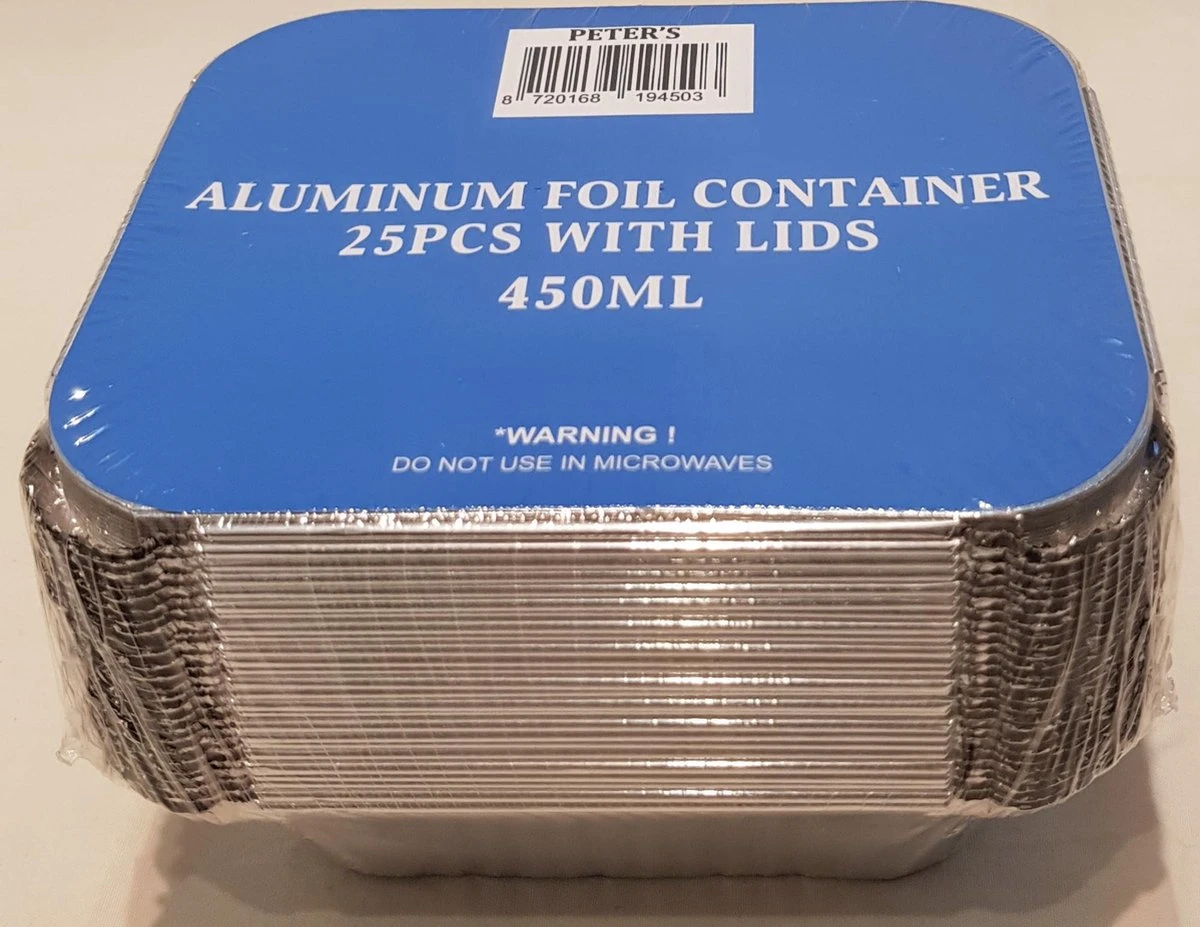 PETER'S
8 720168 194503
ALUMINUM FOIL CONTAINER
25PCS WITH LIDS
450ML
*WARNING !
DO NOT USE IN MICROWAVES